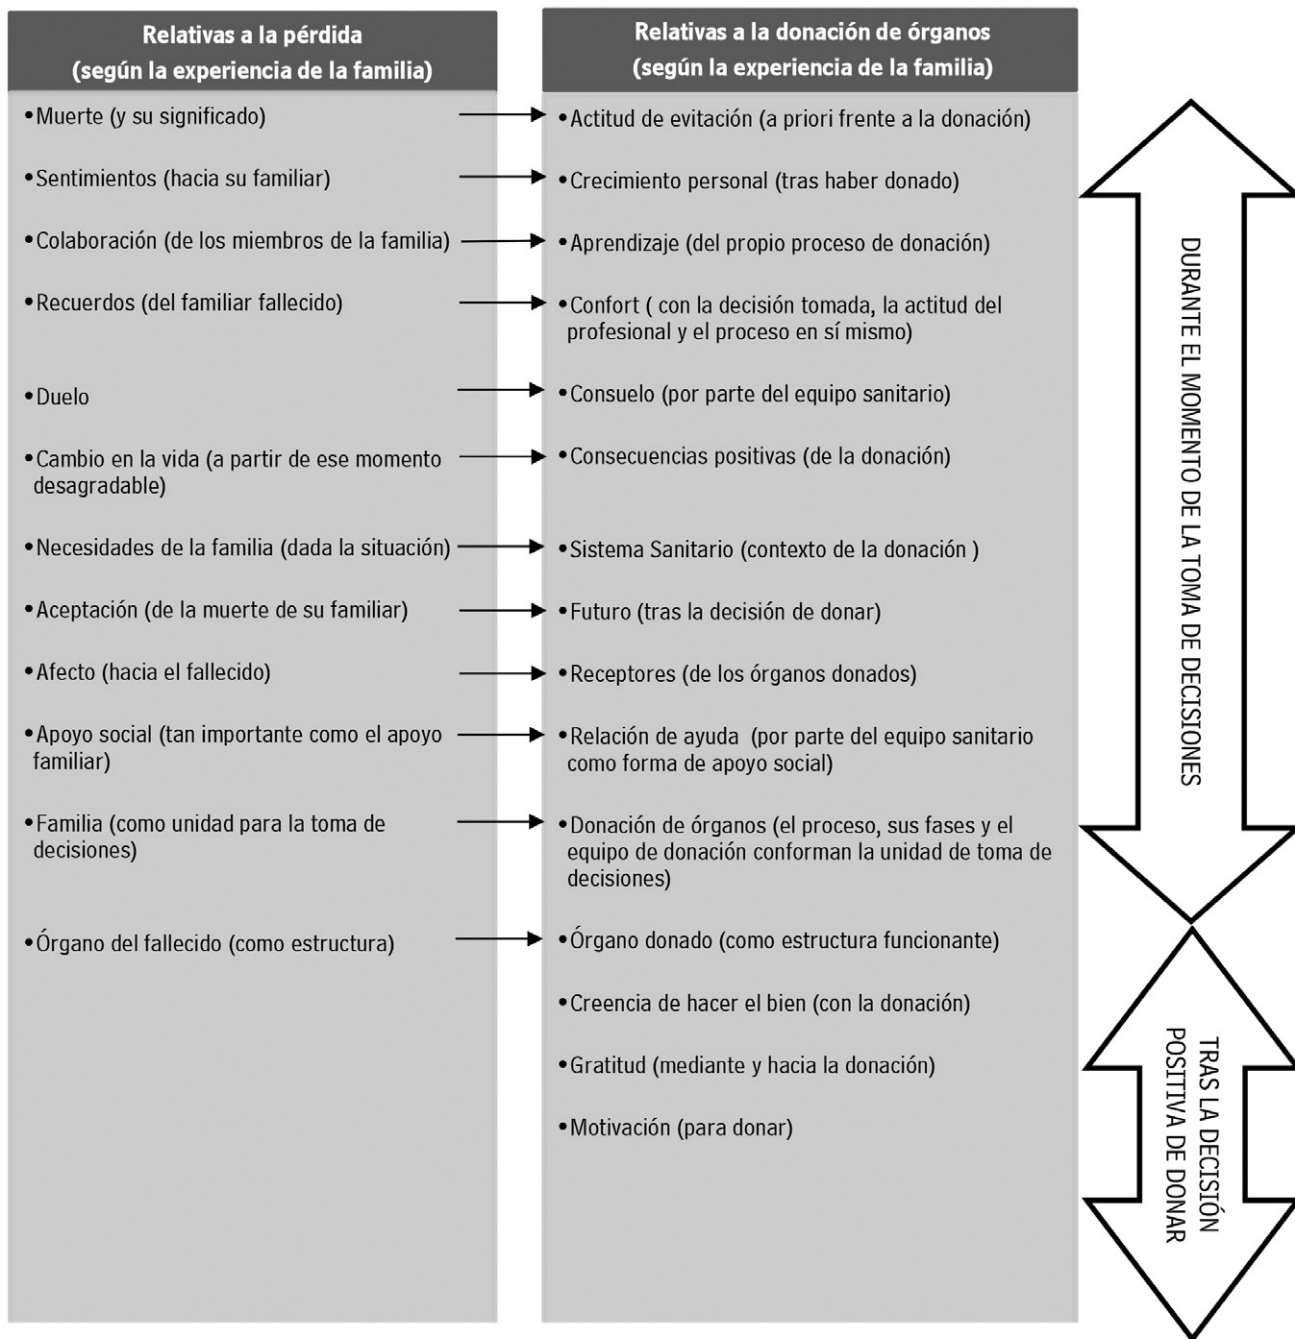 Relativas a la pérdida
(según la experiencia de la familia)
• Muerte (y su significado)
• Sentimientos (hacia su familiar)
• Colaboración (de los miembros de la familia)
• Recuerdos (del familiar fallecido)
• Duelo
• Cambio en la vida (a partir de ese momento
desagradable)
• Necesidades de la familia (dada la situación)
• Aceptación (de la muerte de su familiar)
• Afecto (hacia el fallecido)
• Apoyo social (tan importante como el apoyo
familiar)
• Familia (como unidad para la toma de
decisiones)
• Órgano del fallecido (como estructura)
Relativas a la donación de órganos
(según la experiencia de la familia)
• Actitud de evitación (a priori frente a la donación)
• Crecimiento personal (tras haber donado)
• Aprendizaje (del propio proceso de donación)
• Confort ( con la decisión tomada, la actitud del
profesional y el proceso en sí mismo)
• Consuelo (por parte del equipo sanitario)
• Consecuencias positivas (de la donación)
• Sistema Sanitario (contexto de la donación )
• Futuro (tras la decisión de donar)
• Receptores (de los órganos donados)
• Relación de ayuda (por parte del equipo sanitario
como forma de apoyo social)
• Donación de órganos (el proceso, sus fases y el
equipo de donación conforman la unidad de toma de
decisiones)
• Órgano donado (como estructura funcionante)
• Creencia de hacer el bien (con la donación)
• Gratitud (mediante y hacia la donación)
• Motivación (para donar)
DURANTE EL MOMENTO DE LA TOMA DE DECISIONES
TRAS LA DECISIÓN
POSITIVA DE DONAR